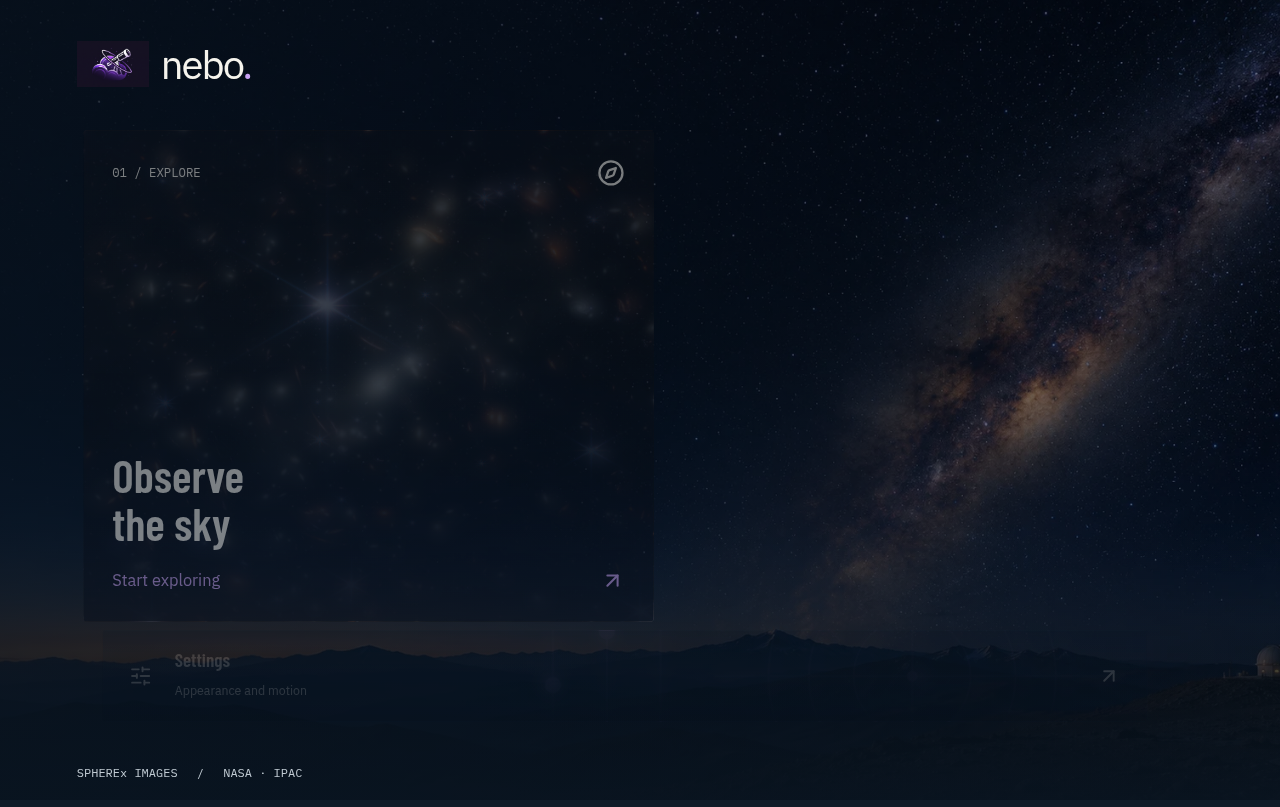 nebo.
01 / EXPLORE
Observe
the sky
Start exploring
Settings
Appearance and motion
SPHEREx IMAGES / NASA · IPAC